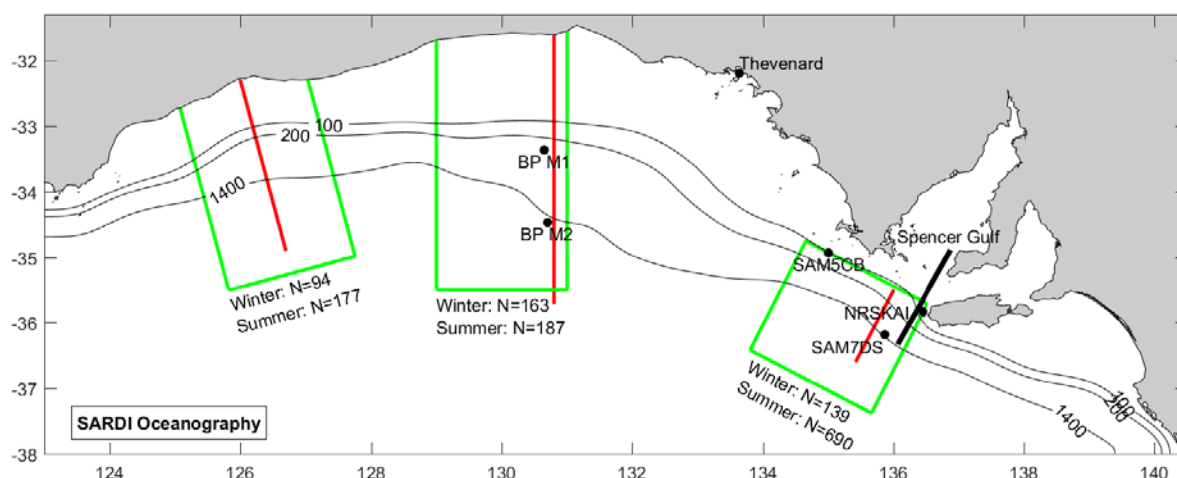 -32
-33
-34
-35
-36
-37
-38
Thevenard
100
200
1400
BP M1
BP M2
Spencer Gulf
SAM5CB
NRSKAI
SAM7DS
Winter: N=94
Summer: N=177
Winter: N=163
Summer: N=187
Winter: N=139
Summer: N=690
100
200
1400
SARDI Oceanography
124
126
128
130
132
134
136
138
140